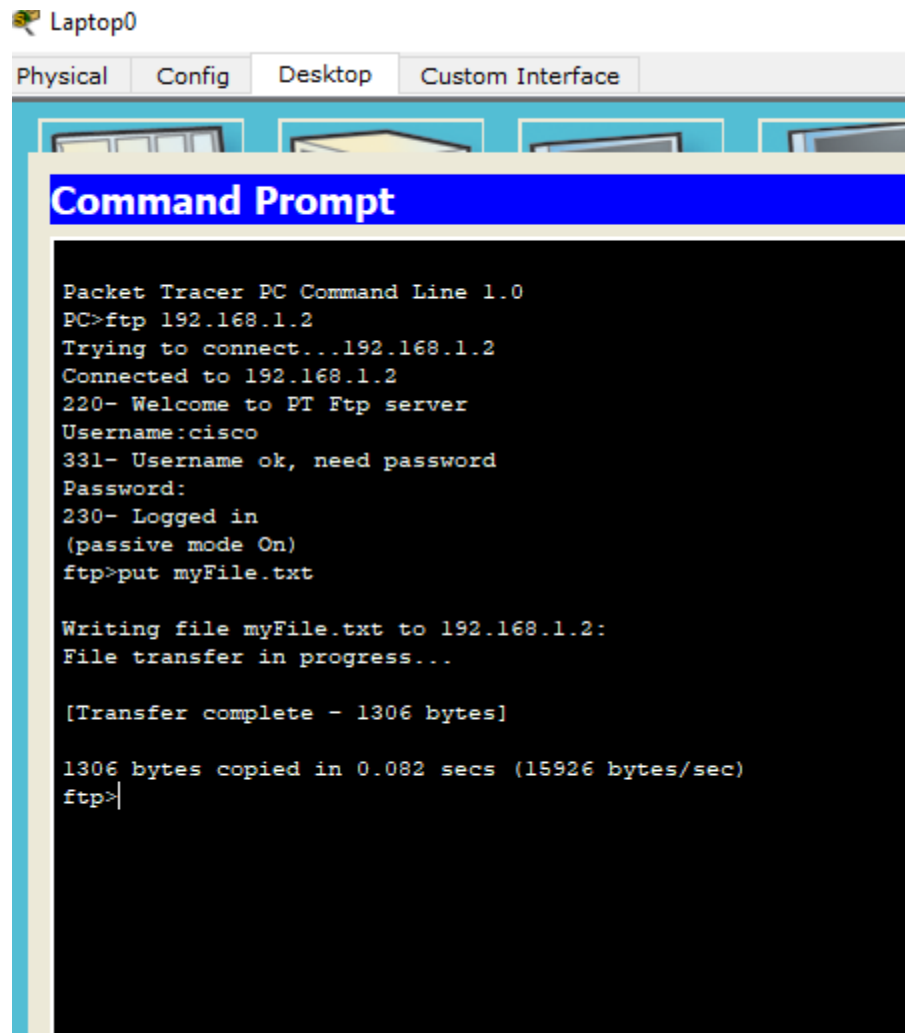 Laptop0
Physical Config Desktop Custom Interface
Command Prompt
Packet Tracer PC Command Line 1.0
PC>ftp 192.168.1.2
Trying to connect...192.168.1.2
Connected to 192.168.1.2
220- Welcome to PT Ftp server
Username:cisco
331- Username ok, need password
Password:
230- Logged in
(passive mode On)
ftp>put myFile.txt
Writing file myFile.txt to 192.168.1.2:
File transfer in progress...
[Transfer complete - 1306 bytes]
1306 bytes copied in 0.082 secs (15926 bytes/sec)
ftp>